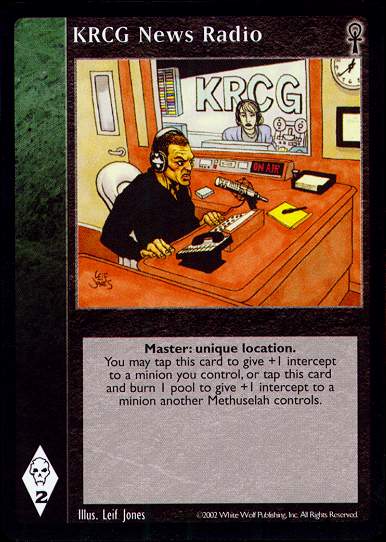 KRCG News Radio
KRCG
ON AIR
LEIF
JONES
Master: unique location.
You may tap this card to give +1 intercept
to a minion you control, or tap this card
and burn 1 pool to give +1 intercept to a
minion another Methuselah controls.
2
Illus. Leif Jones
©2002 White Wolf Publishing, Inc. All Rights Reserved.